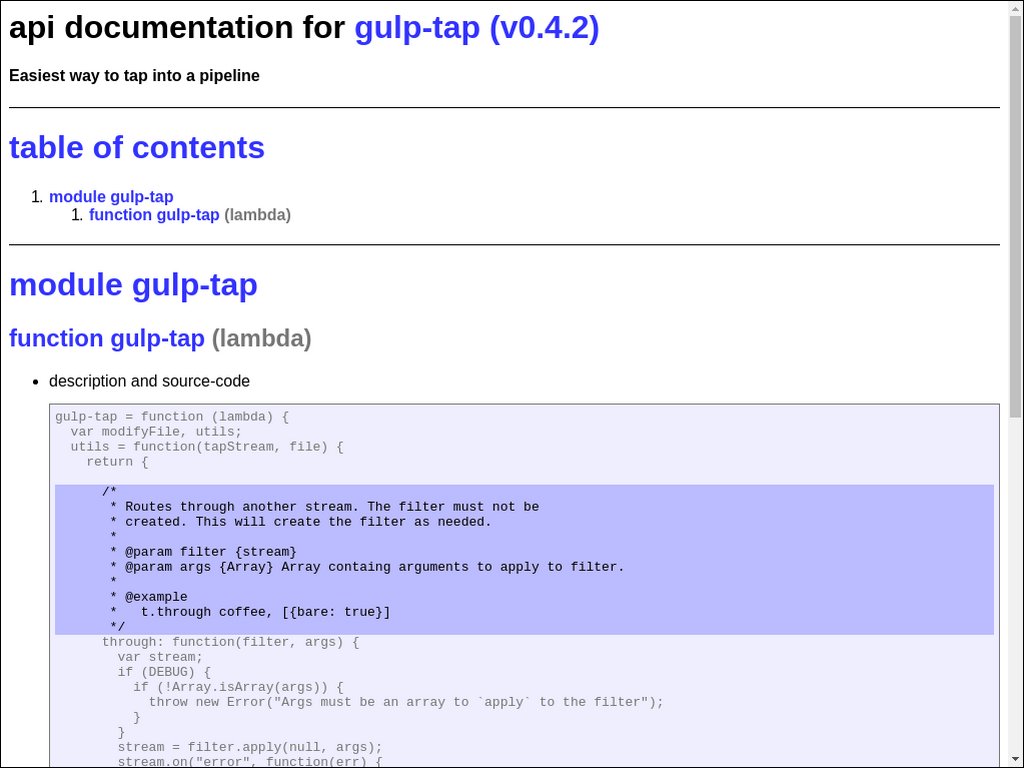 api documentation for gulp-tap (v0.4.2)
Easiest way to tap into a pipeline
table of contents
1. module gulp-tap
1. function gulp-tap (lambda)
module gulp-tap
function gulp-tap (lambda)
• description and source-code
gulp-tap = function (lambda) {
  var modifyFile, utils;
  utils = function(tapStream, file) {
    return {
      /*
       * Routes through another stream. The filter must not be
       * created. This will create the filter as needed.
       *
       * @param filter {stream}
       * @param args {Array} Array containg arguments to apply to filter.
       *
       * @example
       *   t.through coffee, [{bare: true}]
       */
      through: function(filter, args) {
        var stream;
        if (DEBUG) {
          if (!Array.isArray(args)) {
            throw new Error("Args must be an array to `apply` to the filter");
          }
        }
        stream = filter.apply(null, args);
        stream.on("error", function(err) {